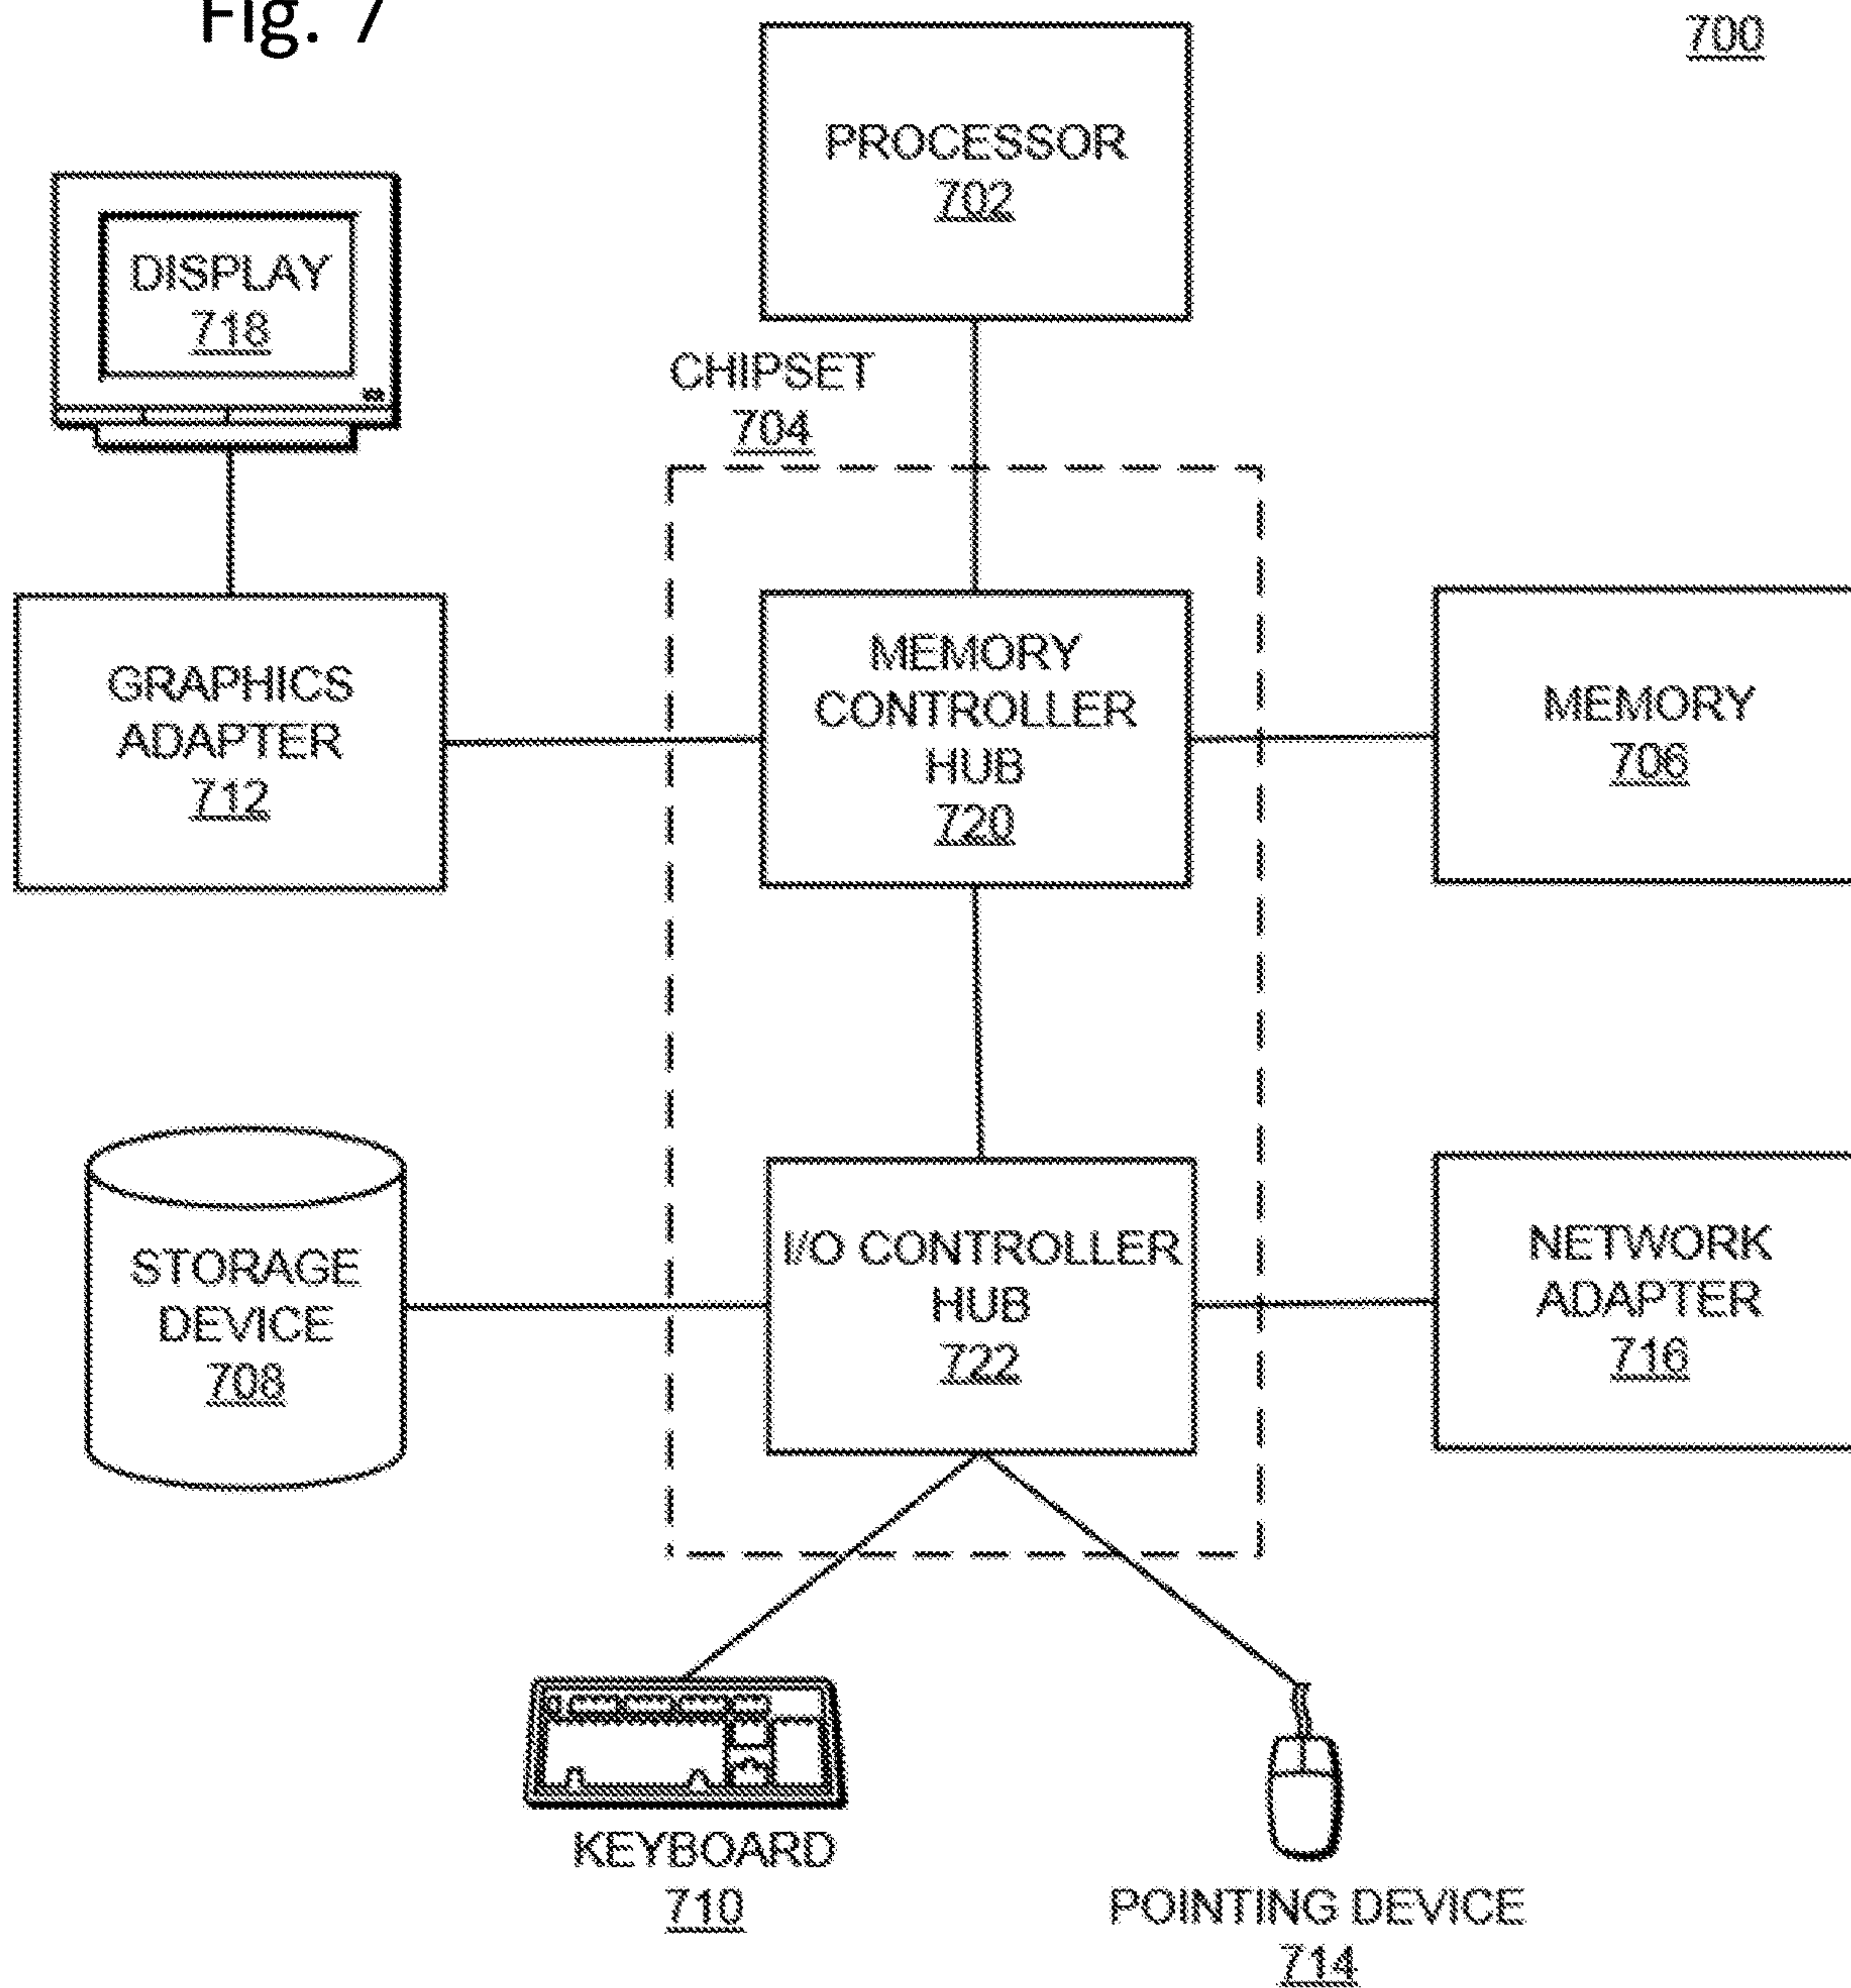 Fig. 7
700
PROCESSOR
702
DISPLAY
718
CHIPSET
704
GRAPHICS
ADAPTER
712
MEMORY
CONTROLLER
HUB
720
MEMORY
706
STORAGE
DEVICE
708
I/O CONTROLLER
HUB
722
NETWORK
ADAPTER
716
KEYBOARD
710
POINTING DEVICE
714